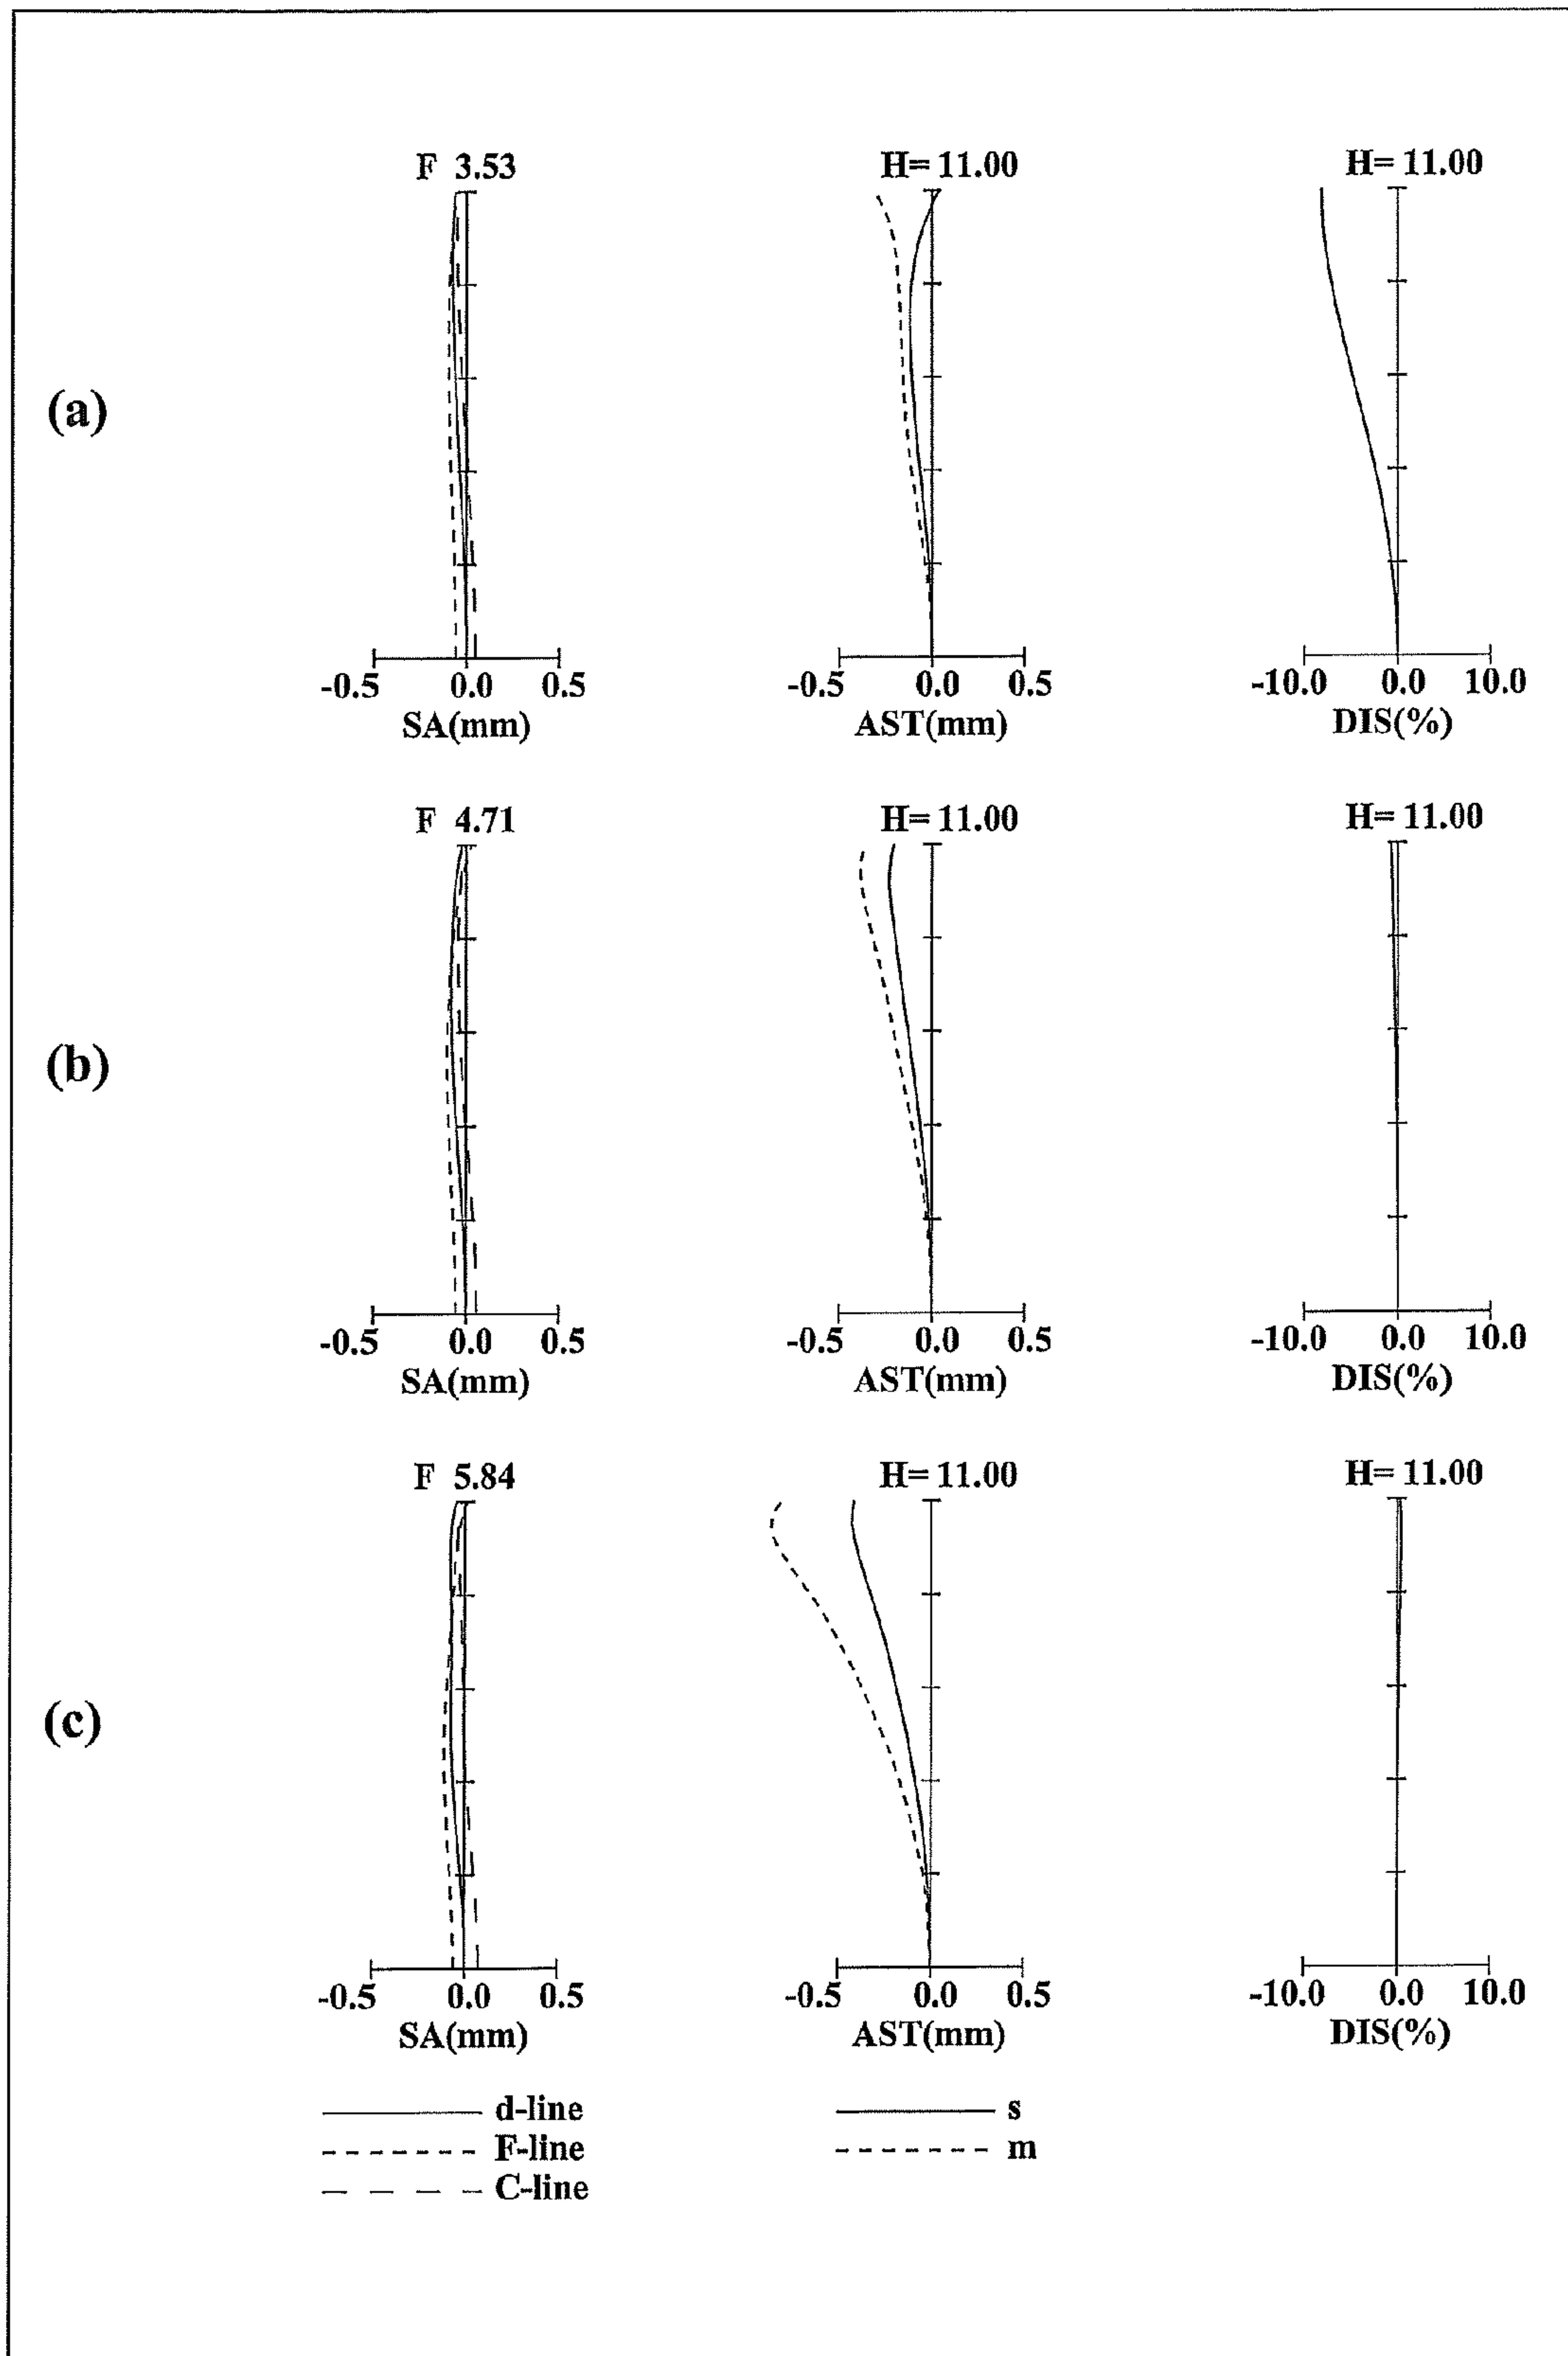 F 3.53 H= 11.00 H= 11.00
(a)
-0.5 0.0 0.5 -0.5 0.0 0.5 -10.0 0.0 10.0
SA(mm) AST(mm) DIS(%)
F 4.71 H= 11.00 H= 11.00
(b)
-0.5 0.0 0.5 -0.5 0.0 0.5 -10.0 0.0 10.0
SA(mm) AST(mm) DIS(%)
F 5.84 H= 11.00 H= 11.00
(c)
-0.5 0.0 0.5 -0.5 0.0 0.5 -10.0 0.0 10.0
SA(mm) AST(mm) DIS(%)
d-line s
F-line m
C-line